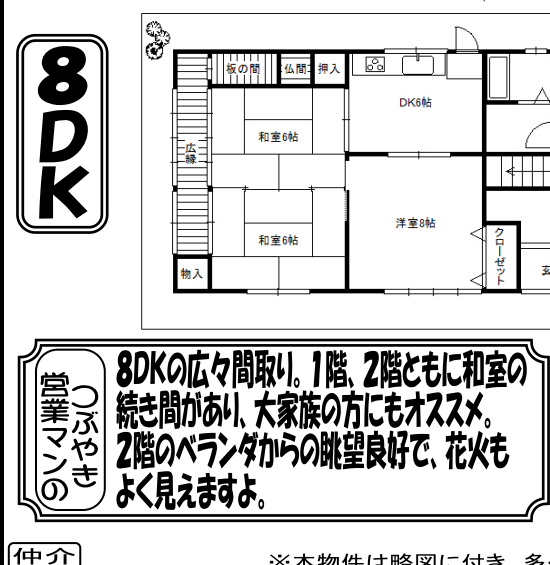 8DK
板の間
仏間
押入
DK6帖
和室6帖
広縁
和室6帖
洋室8帖
クローゼット
物入
玄
営業マンの
つぶやき
8DKの広々間取り。1階、2階ともに和室の
続き間があり、大家族の方にもオススメ。
2階のベランダからの眺望良好で、花火も
よく見えますよ。
仲介
※本物件は略図に付き、多